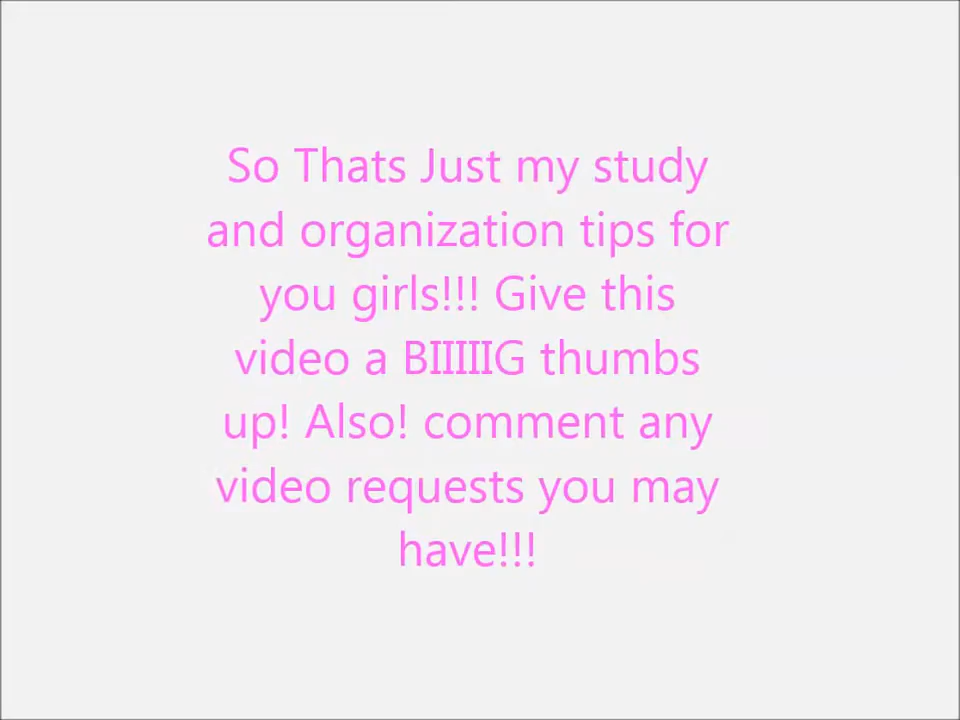 So Thats Just my study
and organization tips for
you girls!!! Give this
video a BIIIIIG thumbs
up! Also! comment any
video requests you may
have!!!